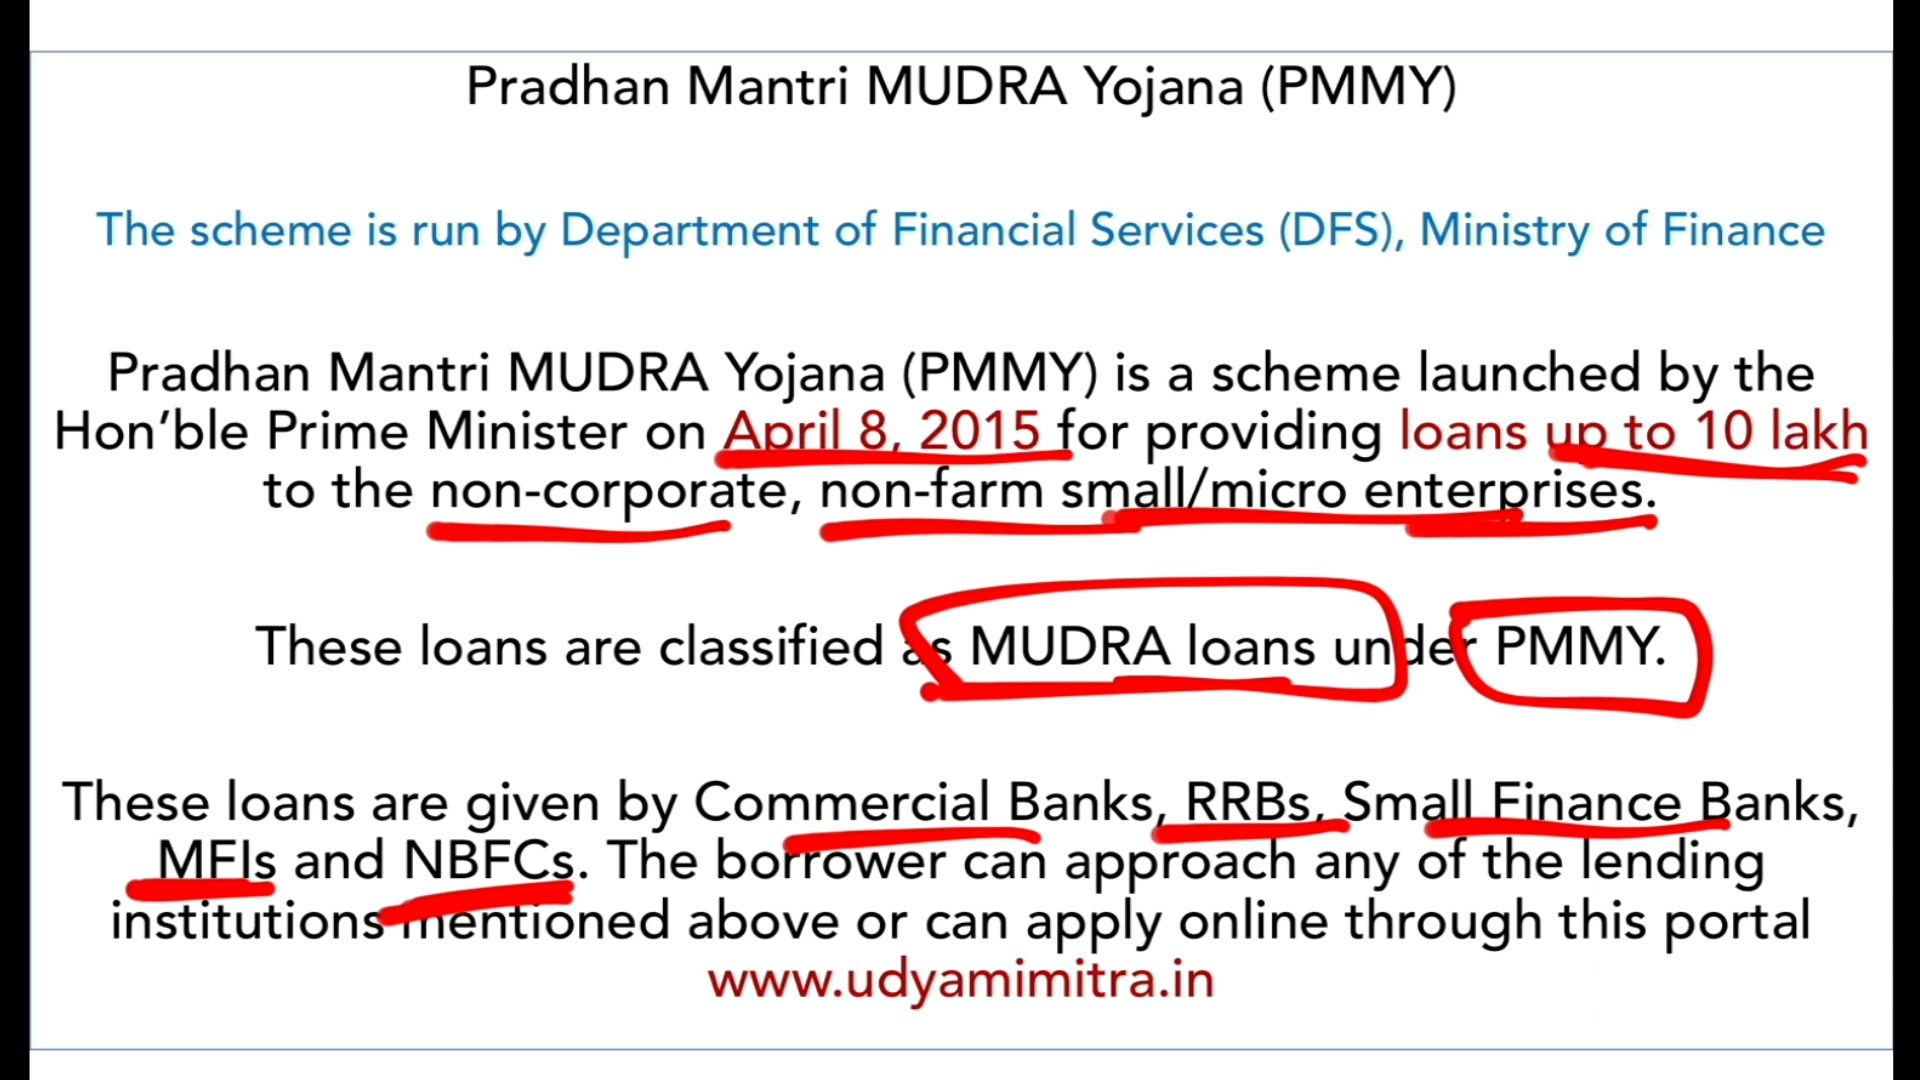 Pradhan Mantri MUDRA Yojana (PMMY)
The scheme is run by Department of Financial Services (DFS), Ministry of Finance
Pradhan Mantri MUDRA Yojana (PMMY) is a scheme launched by the
Hon’ble Prime Minister on April 8, 2015 for providing loans up to 10 lakh
to the non-corporate, non-farm small/micro enterprises.
These loans are classified as MUDRA loans under PMMY.
These loans are given by Commercial Banks, RRBs, Small Finance Banks,
MFIs and NBFCs. The borrower can approach any of the lending
institutions mentioned above or can apply online through this portal
www.udyamimitra.in